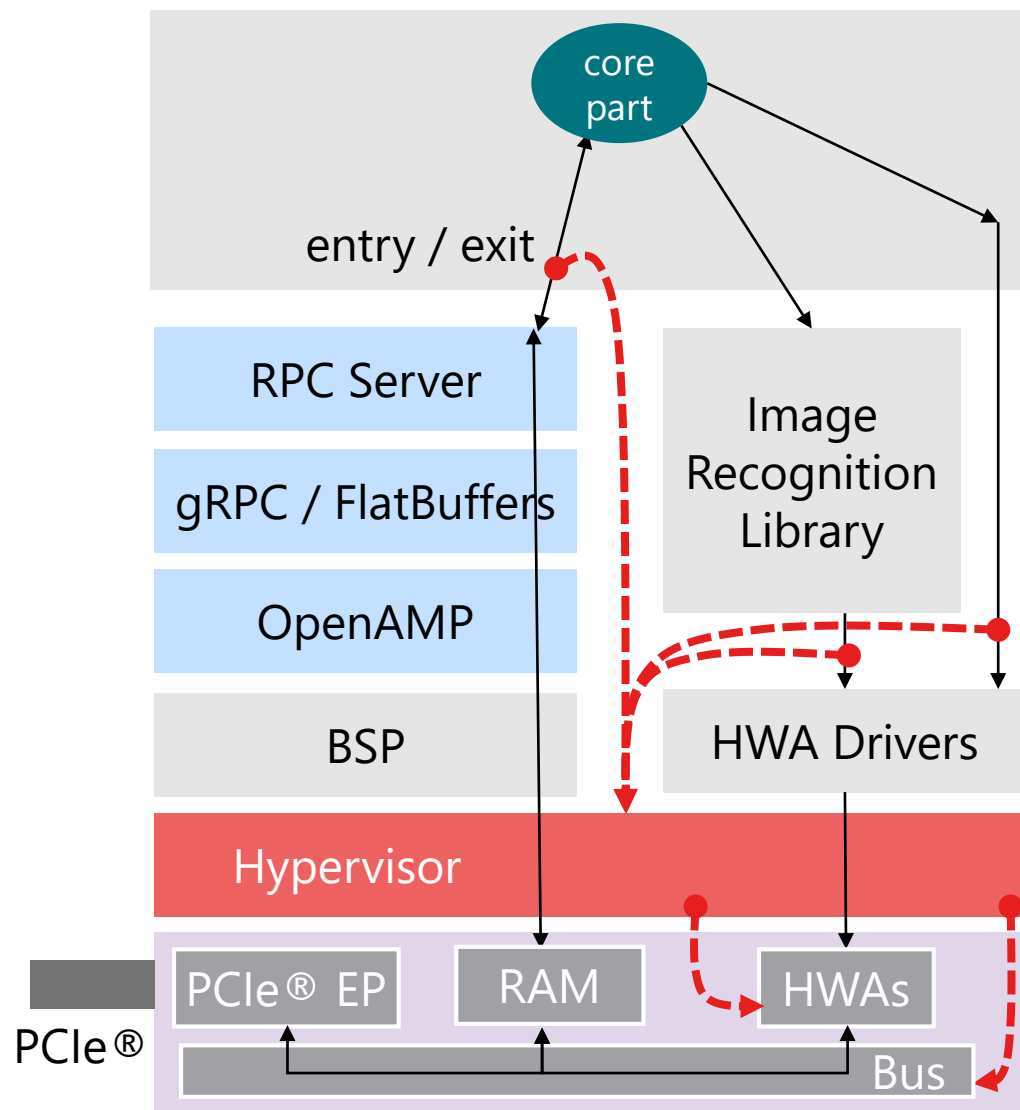 core
part
entry / exit
RPC Server
gRPC / FlatBuffers
OpenAMP
BSP
Image
Recognition
Library
HWA Drivers
Hypervisor
PCIe® EP
RAM
HWAs
PCIe®
Bus